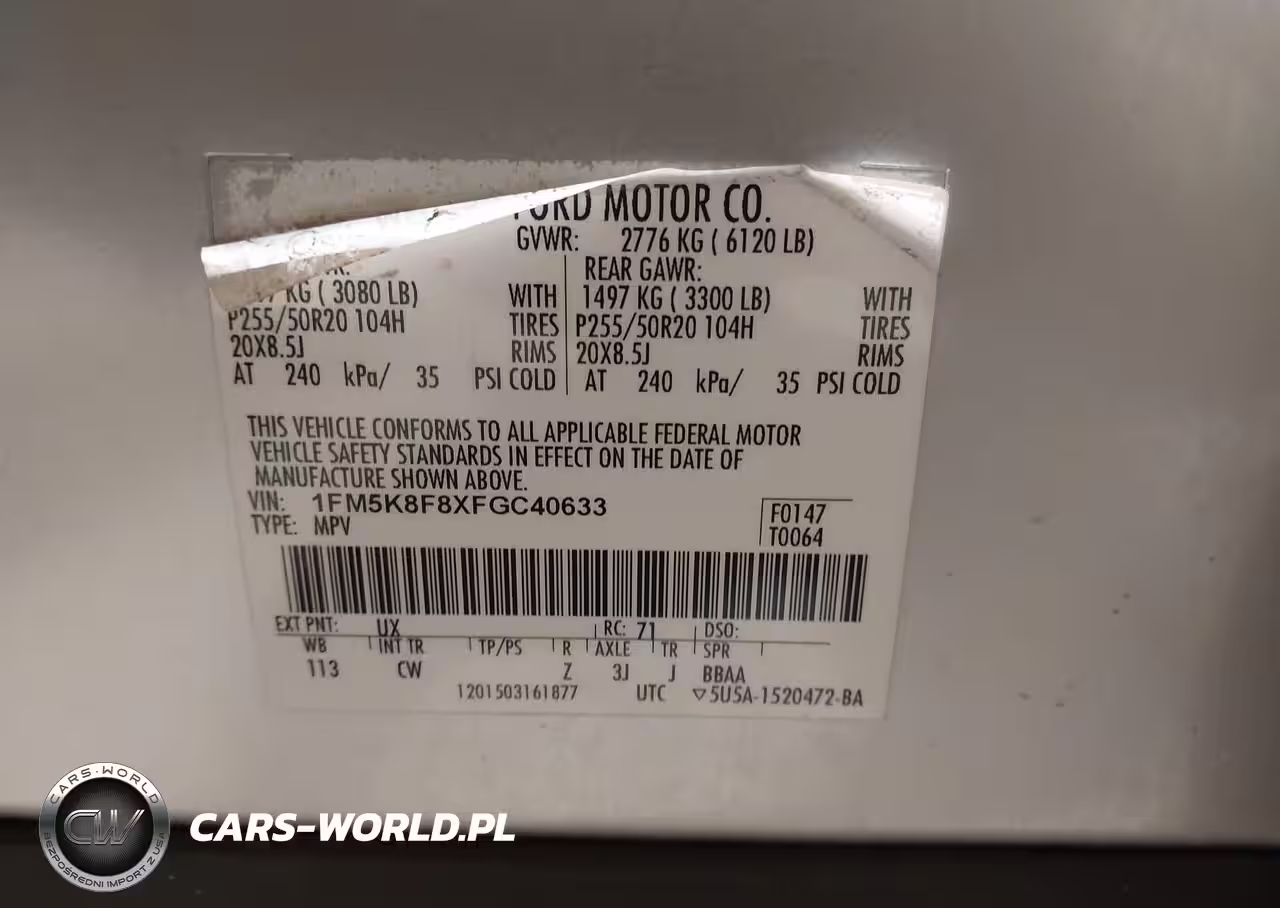 MOTOR CO.
GVWR: 2776 KG ( 6120 LB)
REAR GAWR:
KG ( 3080 LB) WITH 1497 KG ( 3300 LB) WITH
P255/50R20 104H TIRES P255/50R20 104H TIRES
20X8.5J RIMS 20X8.5J RIMS
AT 240 kPa/ 35 PSI COLD AT 240 kPa/ 35 PSI COLD
THIS VEHICLE CONFORMS TO ALL APPLICABLE FEDERAL MOTOR
VEHICLE SAFETY STANDARDS IN EFFECT ON THE DATE OF
MANUFACTURE SHOWN ABOVE.
VIN: 1FM5K8F8XFGC40633
F0147
TYPE: MPV
T0064
EXT PNT: UX RC: 71 DSO:
WB INT TR TP/PS R AXLE TR SPR
113 CW Z 3J J BBAA
1201503161877 UTC ▽5U5A-1520472-BA
CARS-WORLD
CW
BEZPOŚREDNI IMPORT Z USA
CARS-WORLD.PL